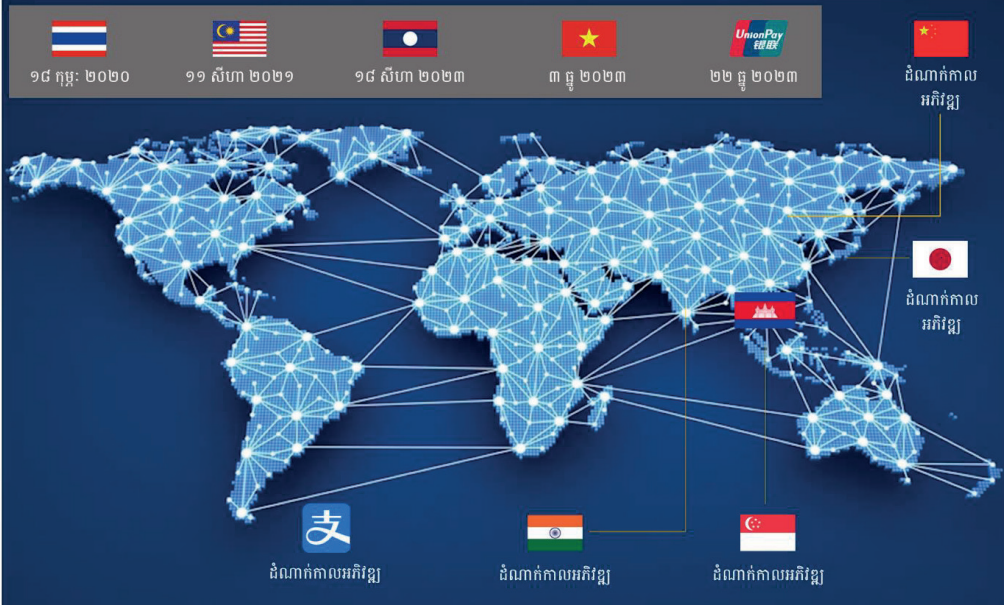 UnionPay
银联
១៨ កុម្ភៈ ២០២០
១១ សីហា ២០២១
១៨ សីហា ២០២៣
៣ ធ្នូ ២០២៣
២២ ធ្នូ ២០២៣
ដំណាក់កាល
អភិវឌ្ឍ
ដំណាក់កាល
អភិវឌ្ឍ
支
ដំណាក់កាលអភិវឌ្ឍ
ដំណាក់កាលអភិវឌ្ឍ
ដំណាក់កាលអភិវឌ្ឍ